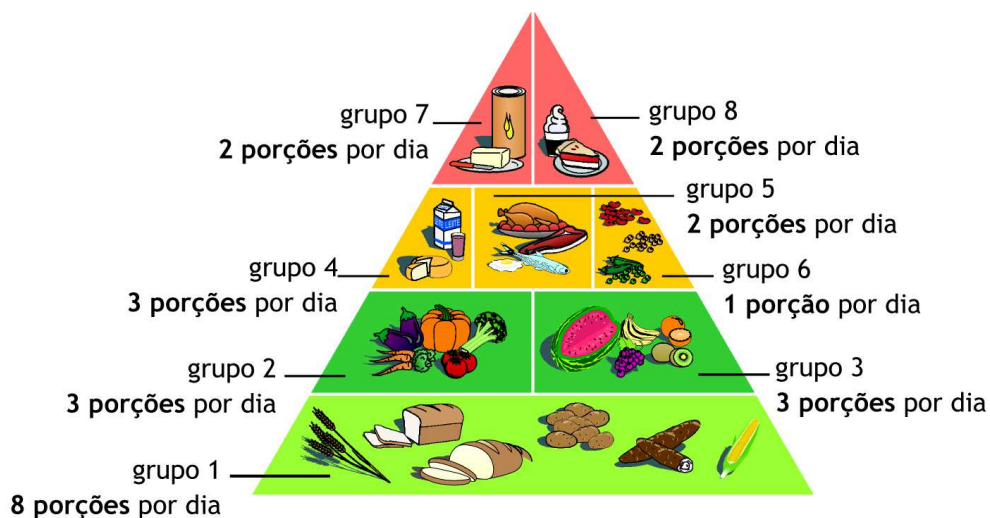 grupo 7
2 porções por dia
grupo 8
2 porções por dia
grupo 5
2 porções por dia
grupo 4
3 porções por dia
grupo 6
1 porção por dia
grupo 2
3 porções por dia
grupo 3
3 porções por dia
grupo 1
8 porções por dia